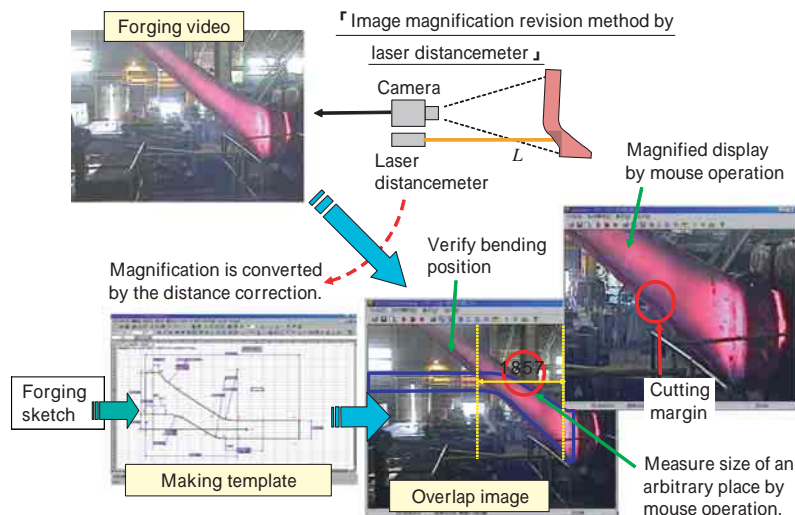 Forging video
「 Image magnification revision method by
laser distancemeter 」
Camera
Laser
distancemeter
L
Magnified display
by mouse operation
Verify bending
position
Magnification is converted
by the distance correction.
1857
Forging
sketch
Making template
Overlap image
Cutting
margin
Measure size of an
arbitrary place by
mouse operation.